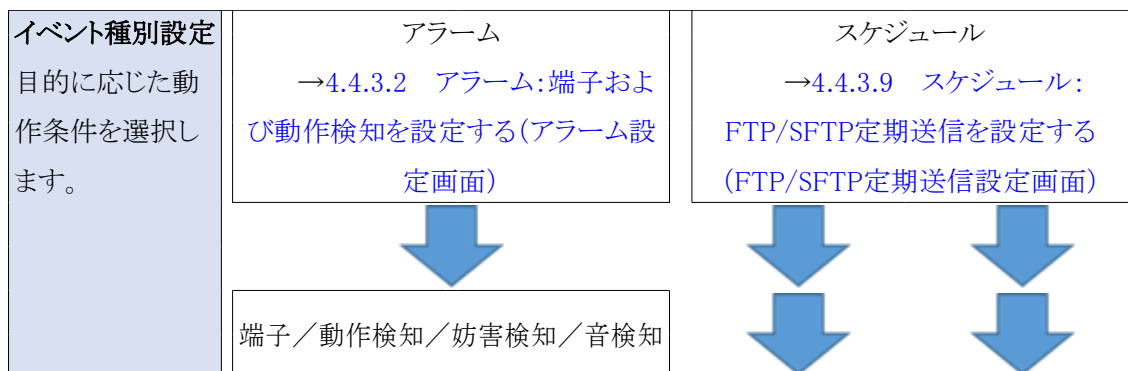 イベント種別設定
目的に応じた動
作条件を選択し
ます。
アラーム
→4.4.3.2　アラーム：端子およ
び動作検知を設定する（アラーム設
定画面）
スケジュール
→4.4.3.9　スケジュール：
FTP/SFTP定期送信を設定する
（FTP/SFTP定期送信設定画面）
端子／動作検知／妨害検知／音検知